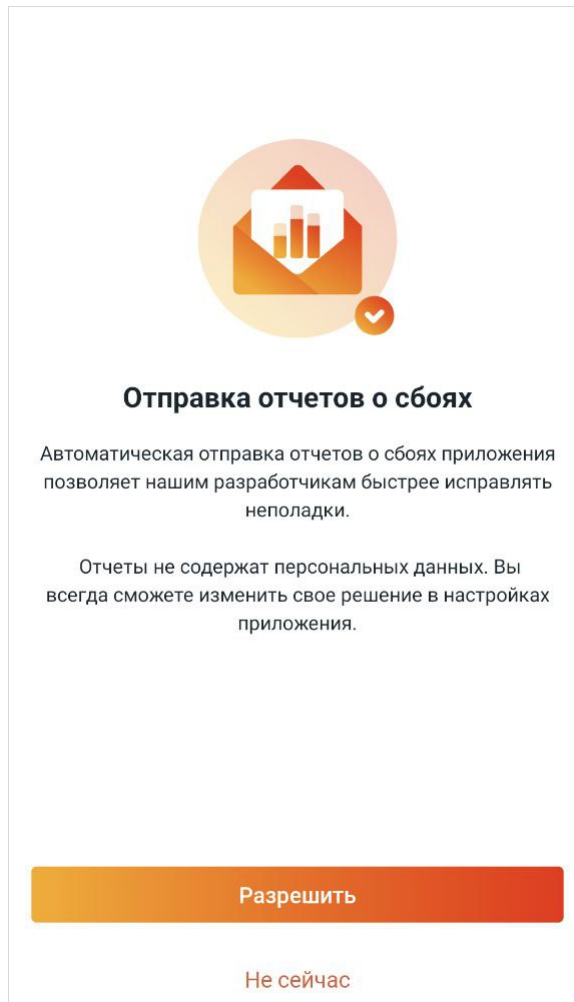 Отправка отчетов о сбоях
Автоматическая отправка отчетов о сбоях приложения
позволяет нашим разработчикам быстрее исправлять
неполадки.
Отчеты не содержат персональных данных. Вы
всегда сможете изменить свое решение в настройках
приложения.
Разрешить
Не сейчас